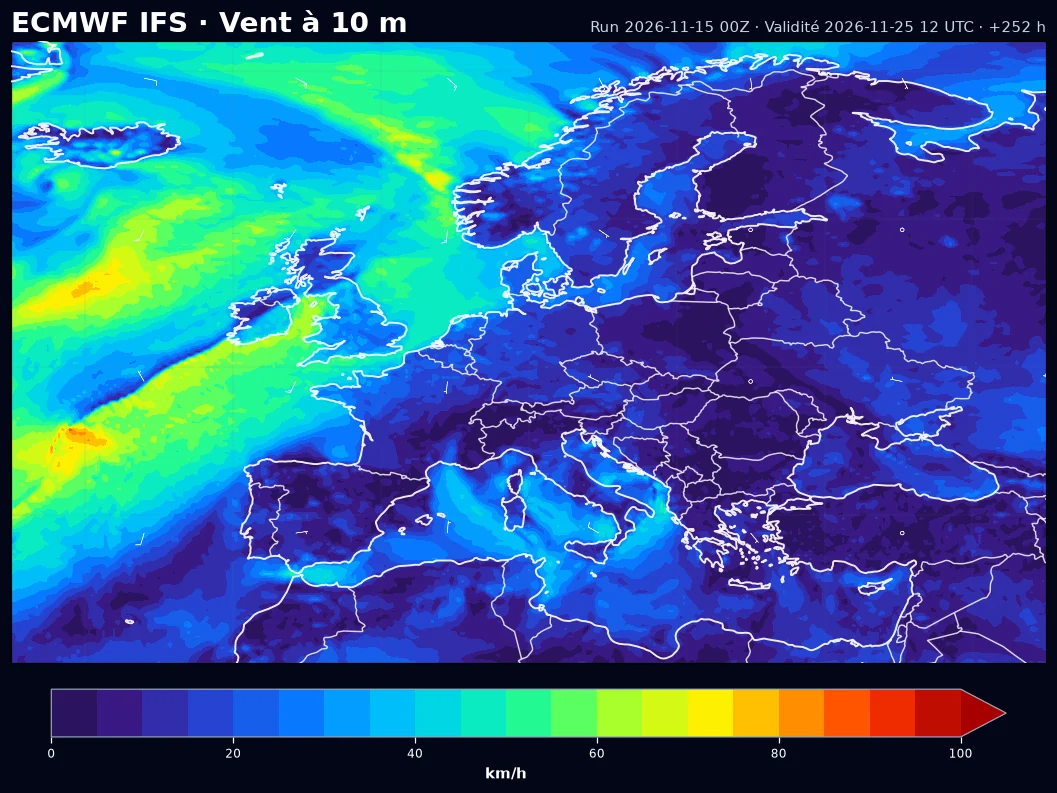 ECMWF IFS · Vent à 10 m
Run 2026-11-15 00Z · Validité 2026-11-25 12 UTC · +252 h
0 20 40 60 80 100
km/h